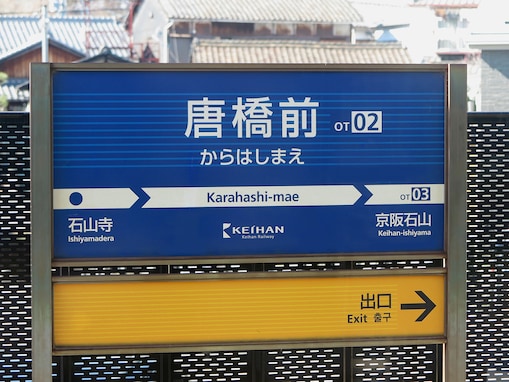 唐橋前 OT 02
からはしまえ
Karahashi-mae OT 03
石山寺 京阪石山
Ishiyamadera Keihan-ishiyama
KEIHAN
Keihan Railway
出口
Exit 출구